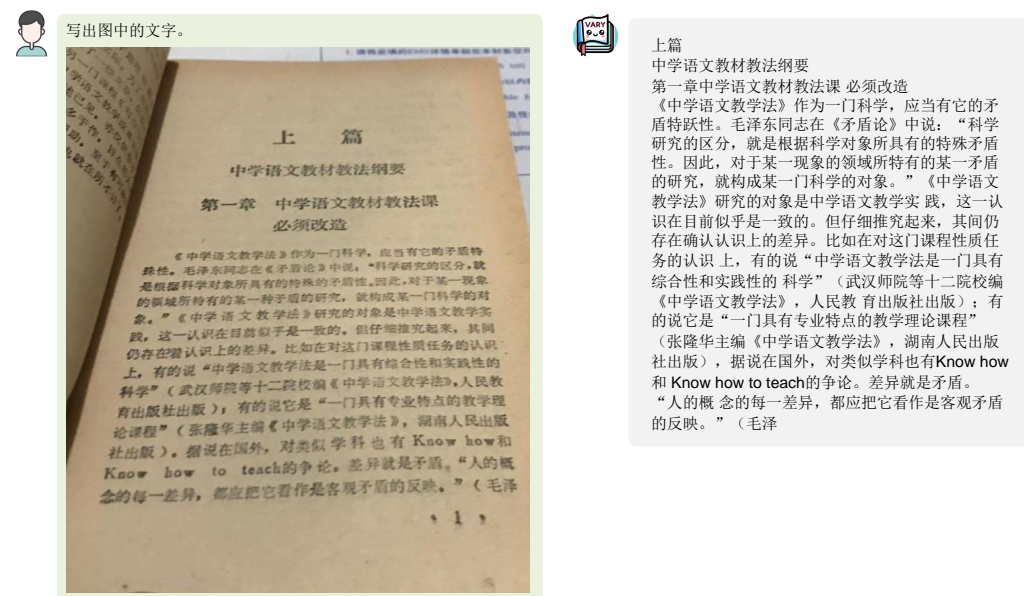 写出图中的文字。
上 篇
中学语文教材教法纲要
第一章 中学语文教材教法课
必须改造
《中学语文教学法》作为一门科学，应当有它的矛盾特
殊性。毛泽东同志在《矛盾论》中说：“科学研究的区分，就
是根据科学对象所具有的特殊的矛盾性。因此，对于某一现象
的领域所特有的某一种矛盾的研究，就构成某一门科学的对
象。”《中学语文教学法》研究的对象是中学语文教学实
践，这一认识在目前似乎是一致的。但仔细推究起来，其间
仍存在着认识上的差异。比如在对这门课程性质任务的认识
上，有的说“中学语文教学法是一门具有综合性和实践性的
科学”（武汉师院等十二院校编《中学语文教学法》，人民教
育出版社出版）；有的说它是“一门具有专业特点的教学理
论课程”（张隆华主编《中学语文教学法》，湖南人民出版
社出版）。据说在国外，对类似学科也有 Know how和
Know how to teach的争论。差异就是矛盾。“人的概
念的每一差异，都应把它看作是客观矛盾的反映。”（毛泽
1
VARY
上篇
中学语文教材教法纲要
第一章中学语文教材教法课 必须改造
《中学语文教学法》作为一门科学，应当有它的矛
盾特跃性。毛泽东同志在《矛盾论》中说：“科学
研究的区分，就是根据科学对象所具有的特殊矛盾
性。因此，对于某一现象的领域所特有的某一矛盾
的研究，就构成某一门科学的对象。”《中学语文
教学法》研究的对象是中学语文教学实 践，这一认
识在目前似乎是一致的。但仔细推究起来，其间仍
存在确认认识上的差异。比如在对这门课程性质任
务的认识 上，有的说“中学语文教学法是一门具有
综合性和实践性的 科学”（武汉师院等十二院校编
《中学语文教学法》，人民教 育出版社出版）；有
的说它是“一门具有专业特点的教学理论课程”
（张隆华主编《中学语文教学法》，湖南人民出版
社出版），据说在国外，对类似学科也有Know how
和 Know how to teach的争论。差异就是矛盾。
“人的概 念的每一差异，都应把它看作是客观矛盾
的反映。”（毛泽